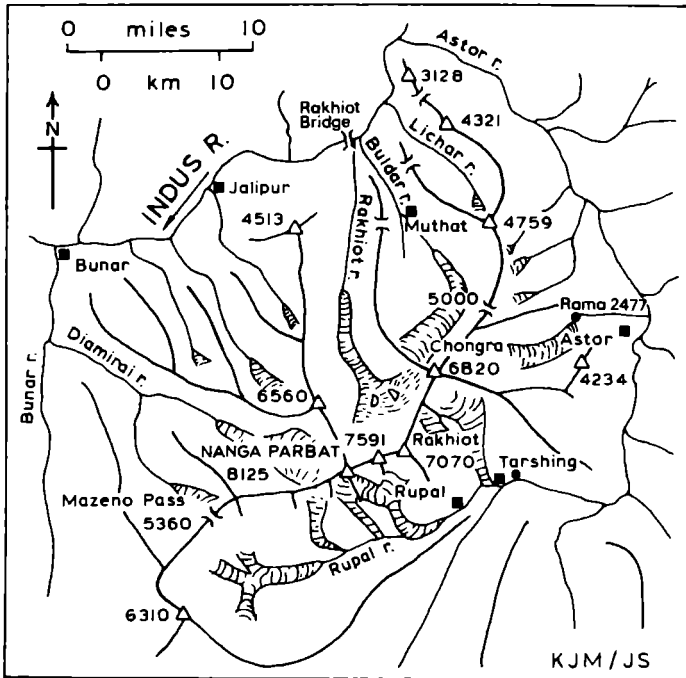 0 miles 10
0 km 10
Astor r.
3128
4321
Rakhiot
Bridge
Lichar r.
N
INDUS R.
Buldar r.
Jalipur
4513
Rakhiot r.
Muthat
4759
Bunar
5000
Rama 2477
Chongra
6820
Astor
4234
Diamirai r.
Bunar r.
6560
NANGA PARBAT
8125
7591
Rakhiot
7070
Tarshing
Mazeno Pass
5360
Rupal
Rupal r.
6310
KJM/JS